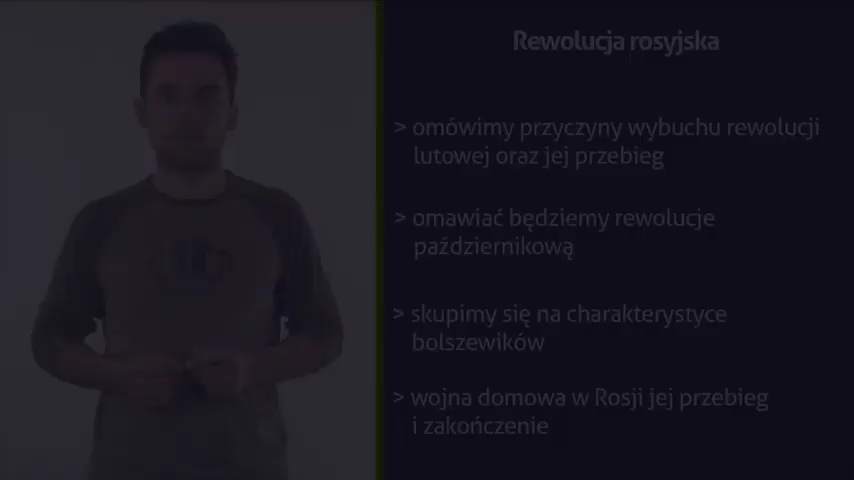 Rewolucja rosyjska
> omówimy przyczyny wybuchu rewolucji
lutowej oraz jej przebieg
> omawiać będziemy rewolucje
październikową
> skupimy się na charakterystyce
bolszewików
> wojna domowa w Rosji jej przebieg
i zakończenie